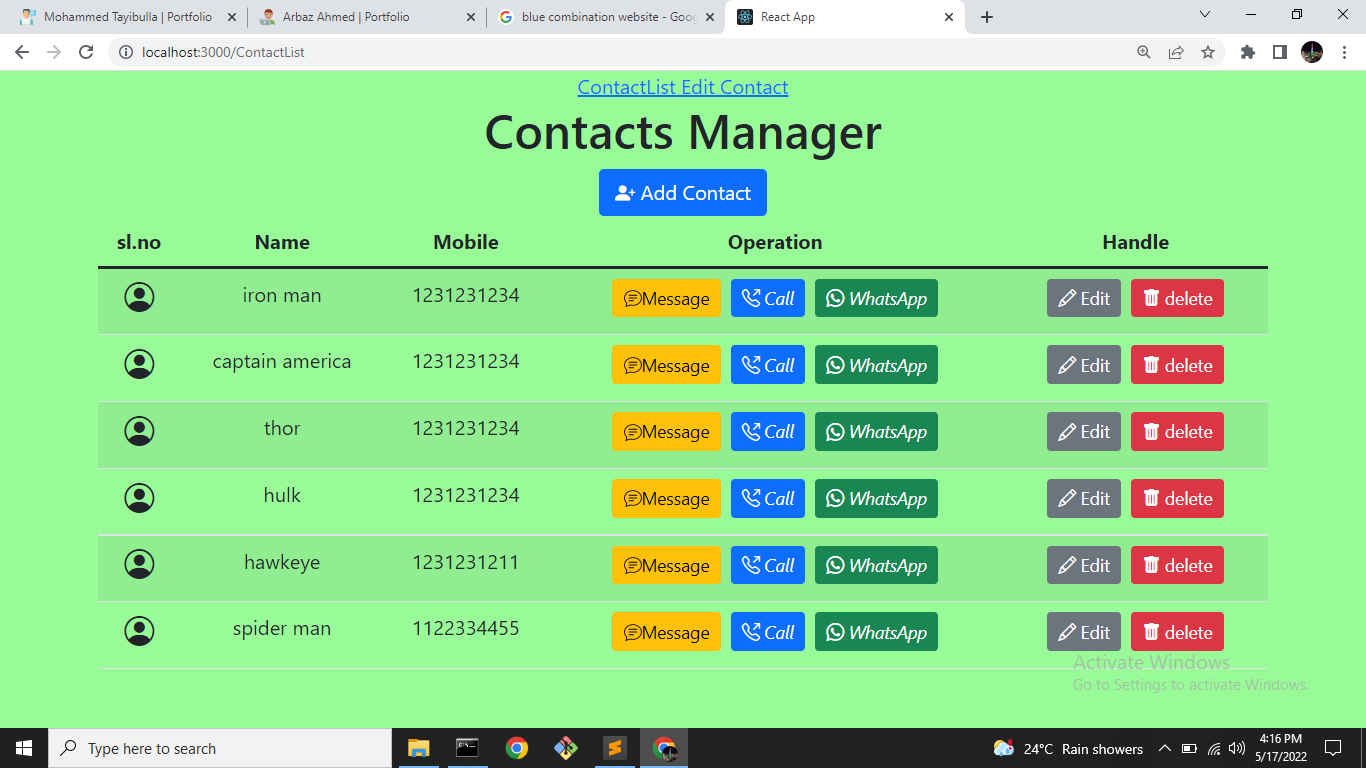 Mohammed Tayibulla | Portfolio Arbaz Ahmed | Portfolio blue combination website - Goo React App
localhost:3000/ContactList
ContactList Edit Contact
Contacts Manager
Add Contact
sl.no Name Mobile Operation Handle
iron man 1231231234 Message Call WhatsApp Edit delete
captain america 1231231234 Message Call WhatsApp Edit delete
thor 1231231234 Message Call WhatsApp Edit delete
hulk 1231231234 Message Call WhatsApp Edit delete
hawkeye 1231231211 Message Call WhatsApp Edit delete
spider man 1122334455 Message Call WhatsApp Edit delete
Activate Windows
Go to Settings to activate Windows.
Type here to search 24°C Rain showers 4:16 PM
5/17/2022